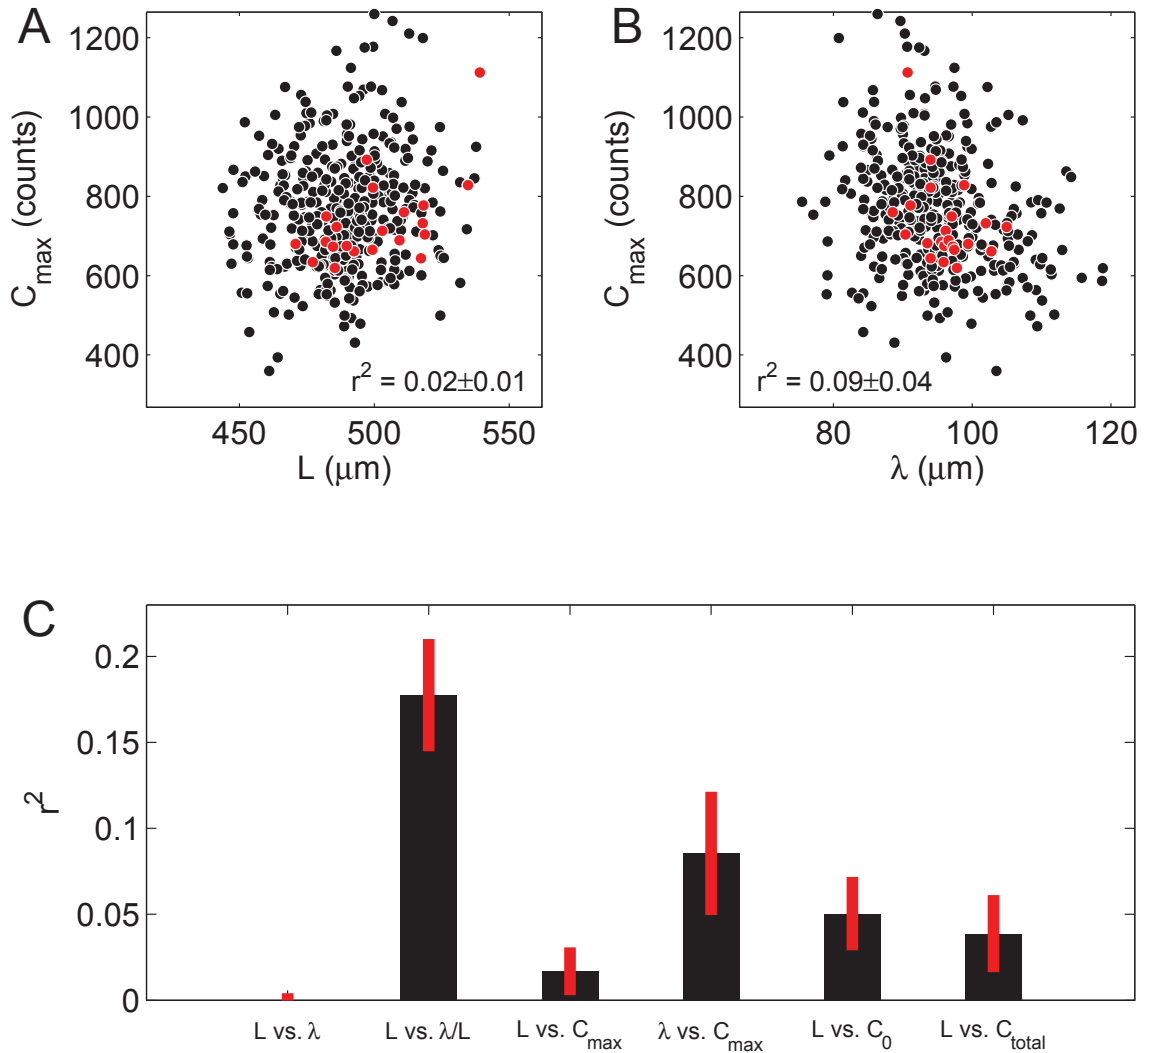 A
C_max (counts)
1200
1000
800
600
400
r² = 0.02±0.01
450
500
550
L (μm)
B
C_max (counts)
1200
1000
800
600
400
r² = 0.09±0.04
80
100
120
λ (μm)
C
r²
0.2
0.15
0.1
0.05
0
L vs. λ
L vs. λ/L
L vs. C_max
λ vs. C_max
L vs. C_0
L vs. C_total